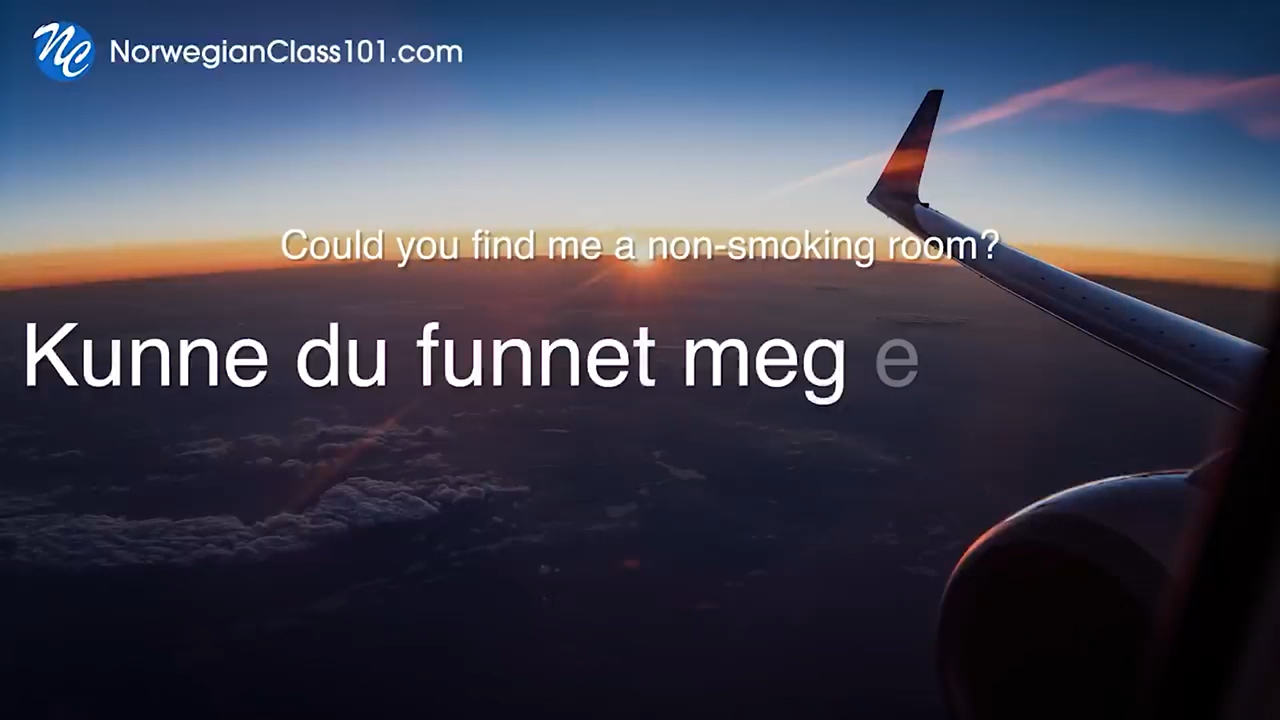 NorwegianClass101.com
Could you find me a non-smoking room?
Kunne du funnet meg e